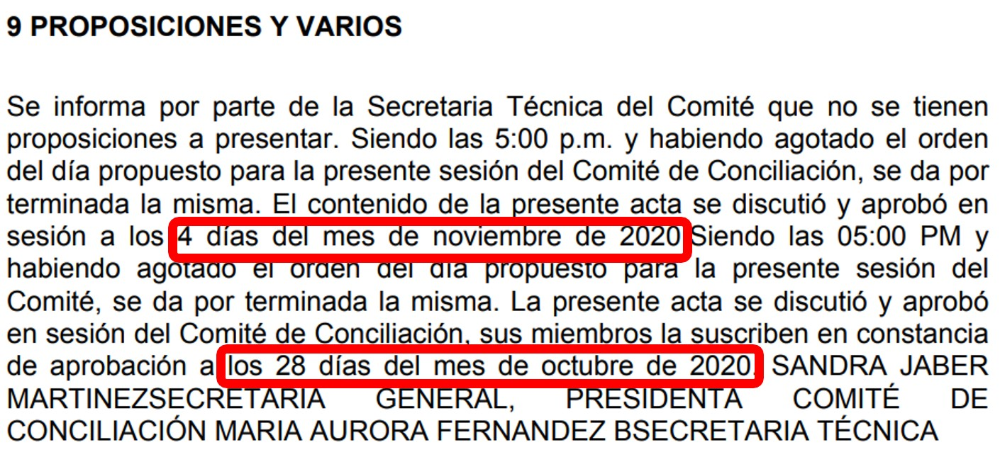 9 PROPOSICIONES Y VARIOS
Se informa por parte de la Secretaria Técnica del Comité que no se tienen
proposiciones a presentar. Siendo las 5:00 p.m. y habiendo agotado el orden
del día propuesto para la presente sesión del Comité de Conciliación, se da por
terminada la misma. El contenido de la presente acta se discutió y aprobó en
sesión a los 4 días del mes de noviembre de 2020 Siendo las 05:00 PM y
habiendo agotado el orden del día propuesto para la presente sesión del
Comité, se da por terminada la misma. La presente acta se discutió y aprobó
en sesión del Comité de Conciliación, sus miembros la suscriben en constancia
de aprobación a los 28 días del mes de octubre de 2020. SANDRA JABER
MARTINEZSECRETARIA GENERAL, PRESIDENTA COMITÉ DE
CONCILIACIÓN MARIA AURORA FERNANDEZ BSECRETARIA TÉCNICA